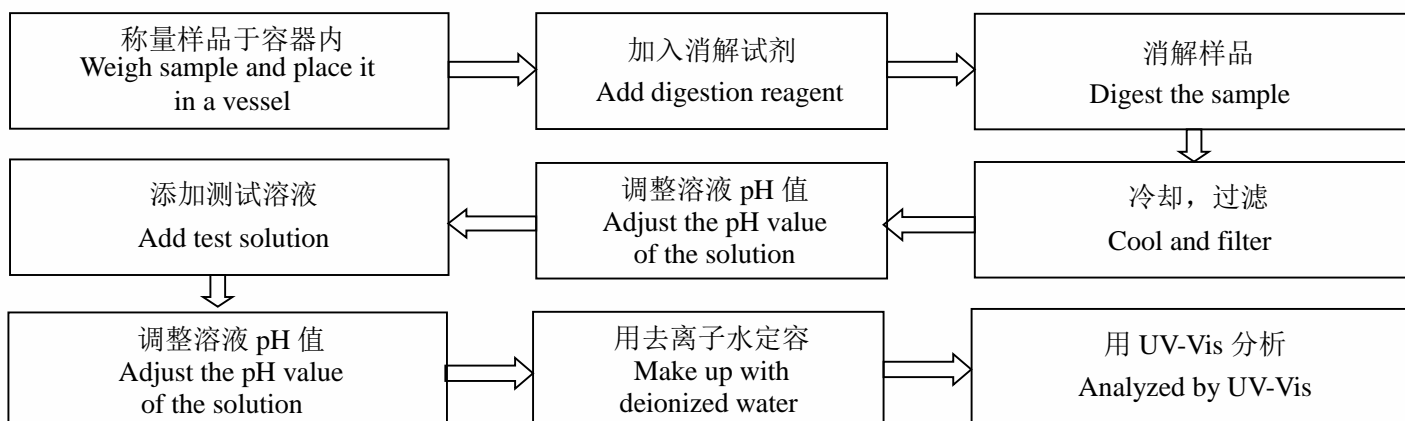 称量样品于容器内
Weigh sample and place it
in a vessel
加入消解试剂
Add digestion reagent
消解样品
Digest the sample
冷却，过滤
Cool and filter
调整溶液 pH 值
Adjust the pH value
of the solution
添加测试溶液
Add test solution
调整溶液 pH 值
Adjust the pH value
of the solution
用去离子水定容
Make up with
deionized water
用 UV-Vis 分析
Analyzed by UV-Vis